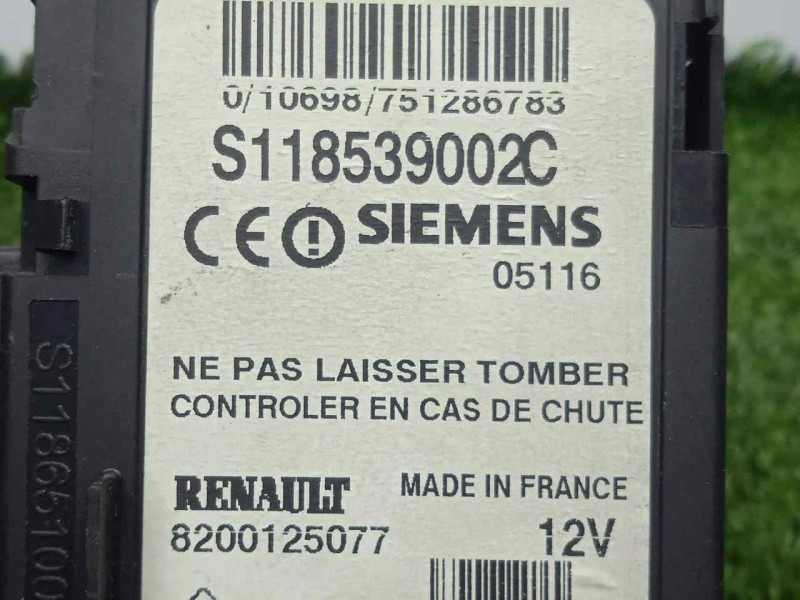 0/10698/751286783
S118539002C
CE SIEMENS
05116
NE PAS LAISSER TOMBER
CONTROLER EN CAS DE CHUTE
RENAULT MADE IN FRANCE
8200125077 12V